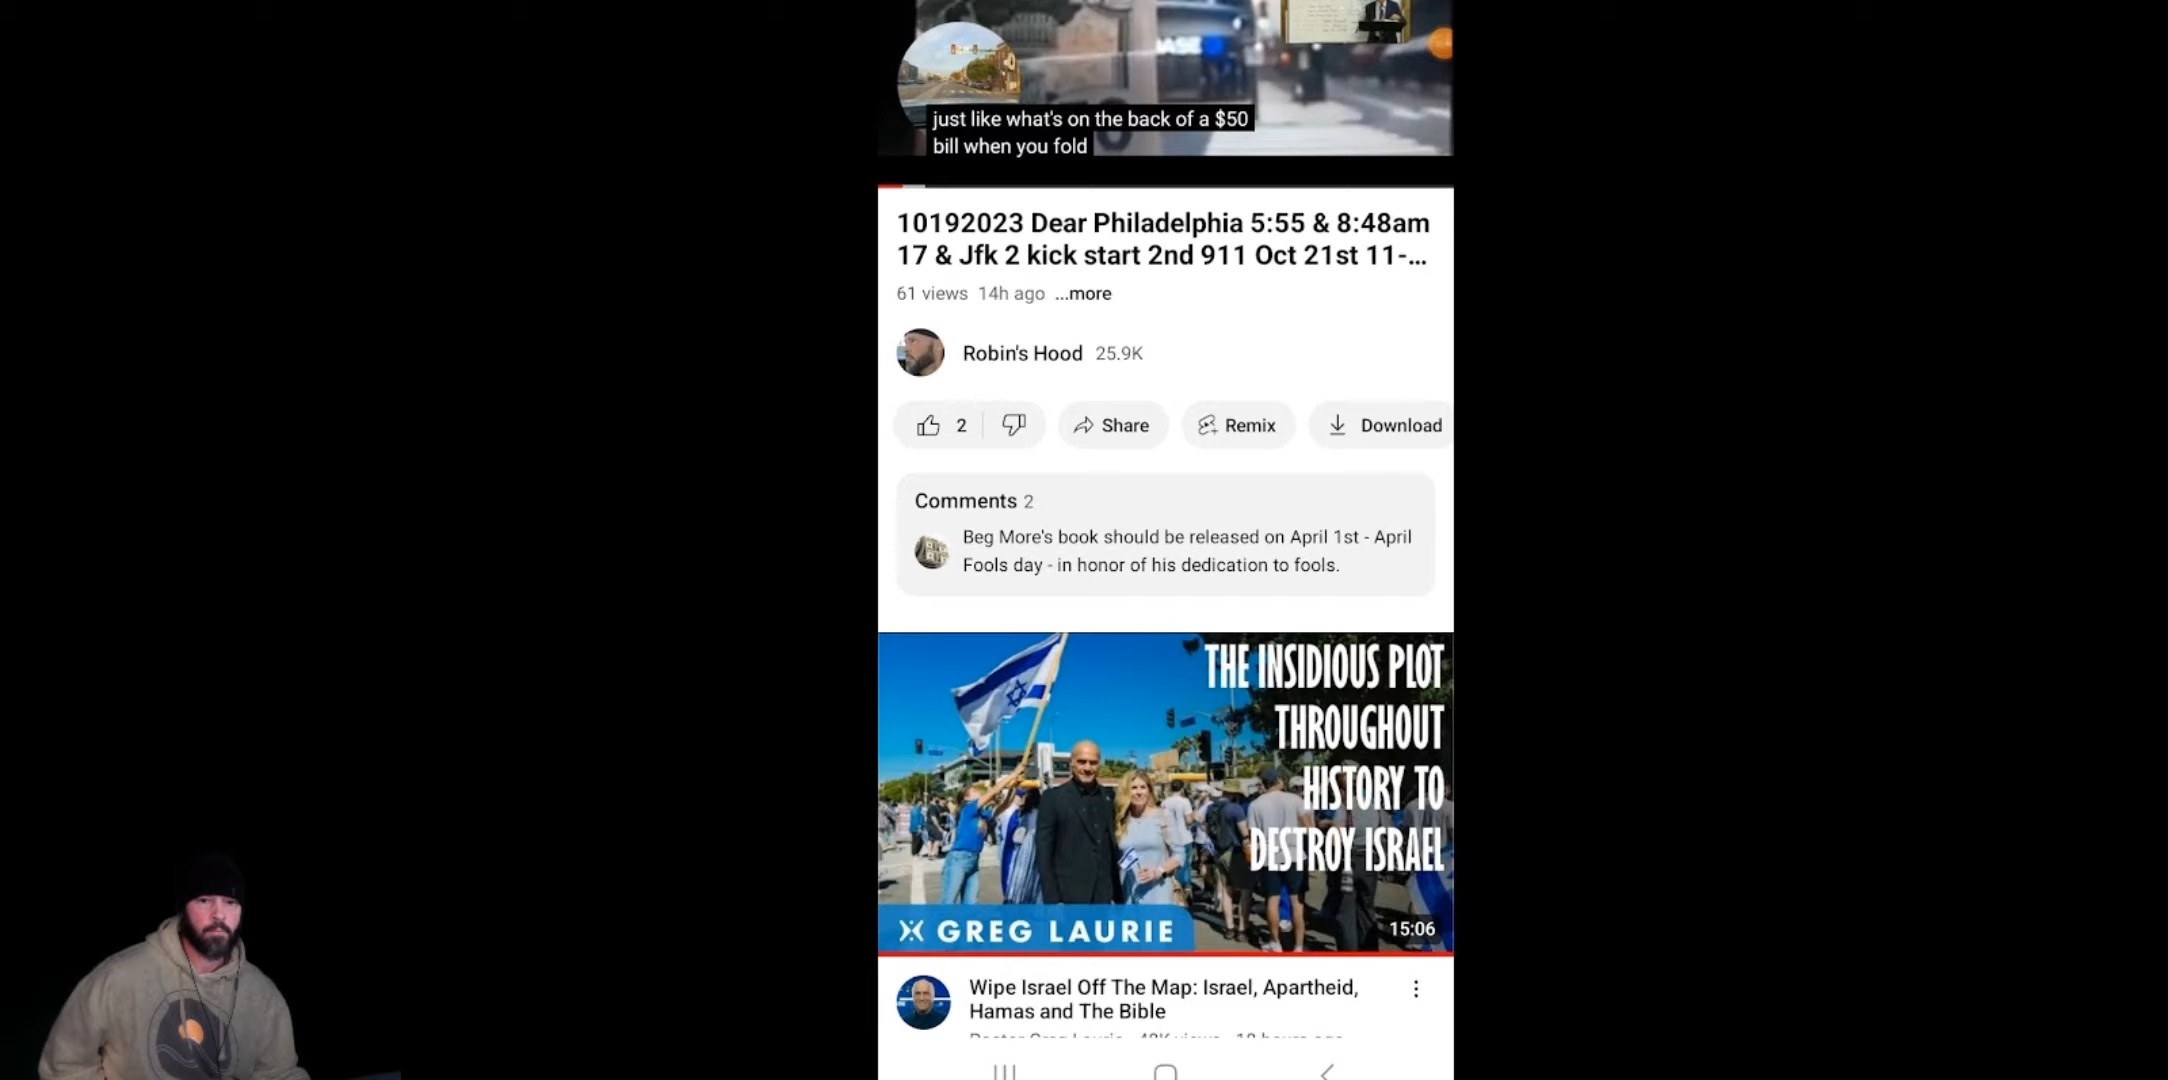 ASE
just like what's on the back of a $50
bill when you fold
10192023 Dear Philadelphia 5:55 & 8:48am
17 & Jfk 2 kick start 2nd 911 Oct 21st 11-...
61 views 14h ago ...more
Robin's Hood 25.9K
2 Share Remix Download
Comments 2
Beg More's book should be released on April 1st - April
Fools day - in honor of his dedication to fools.
THE INSIDIOUS PLOT
THROUGHOUT
HISTORY TO
DESTROY ISRAEL
GREG LAURIE
15:06
Wipe Israel Off The Map: Israel, Apartheid,
Hamas and The Bible